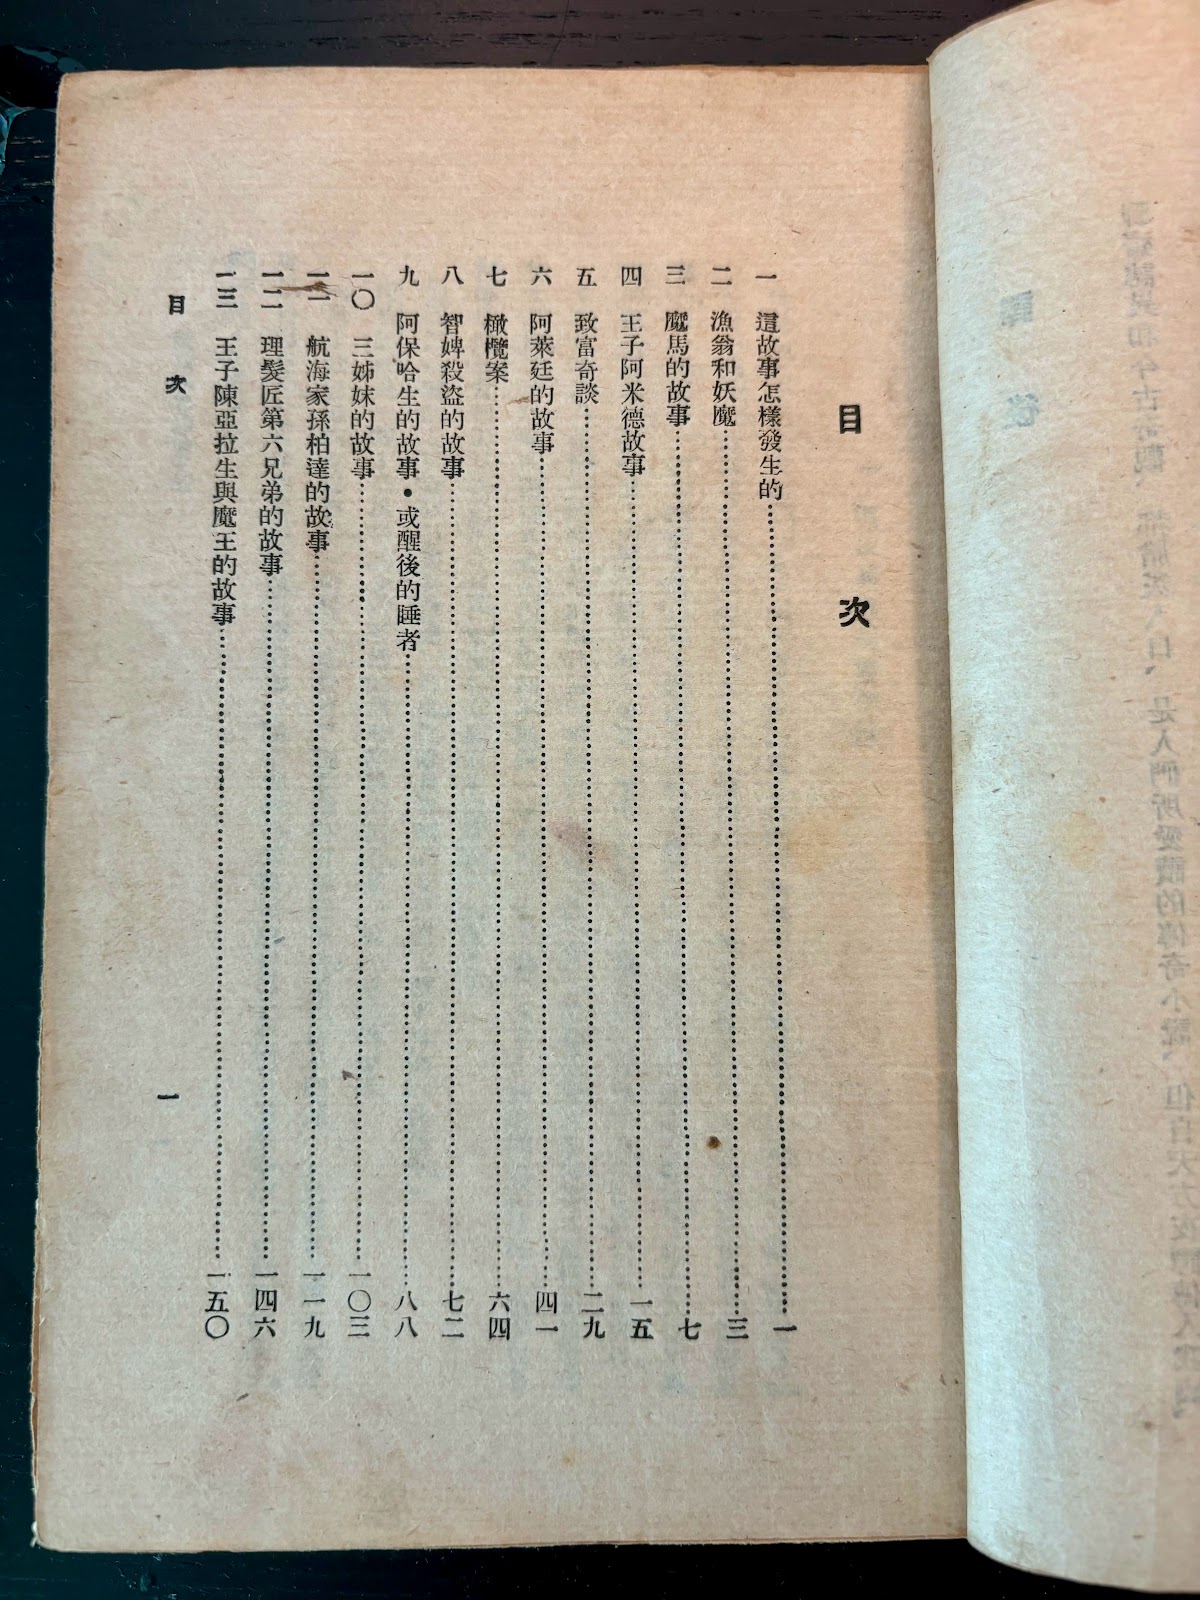 目次
一 這故事怎樣發生的⋯⋯一
二 漁翁和妖魔⋯⋯三
三 魔馬的故事⋯⋯七
四 王子阿米德故事⋯⋯一五
五 致富奇談⋯⋯二九
六 阿萊廷的故事⋯⋯四一
七 橄欖案⋯⋯六四
八 智婢殺盜的故事⋯⋯七二
九 阿保哈生的故事•或醒後的睡者⋯⋯八八
一〇 三姊妹的故事⋯⋯一〇三
一一 航海家孫柏達的故事⋯⋯一一九
一二 理髮匠第六兄弟的故事⋯⋯一四六
一三 王子陳亞拉生與魔王的故事⋯⋯一五〇
目次
一